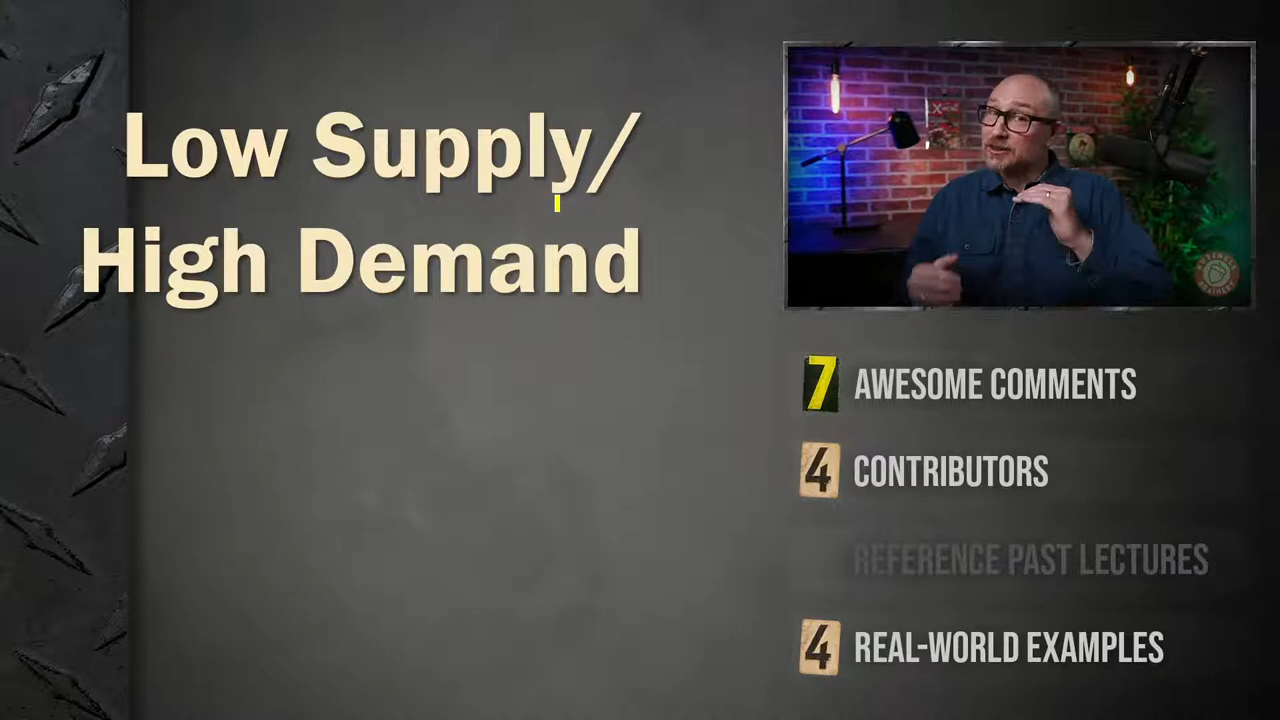 Low Supply/
High Demand
7 AWESOME COMMENTS
4 CONTRIBUTORS
REFERENCE PAST LECTURES
4 REAL-WORLD EXAMPLES